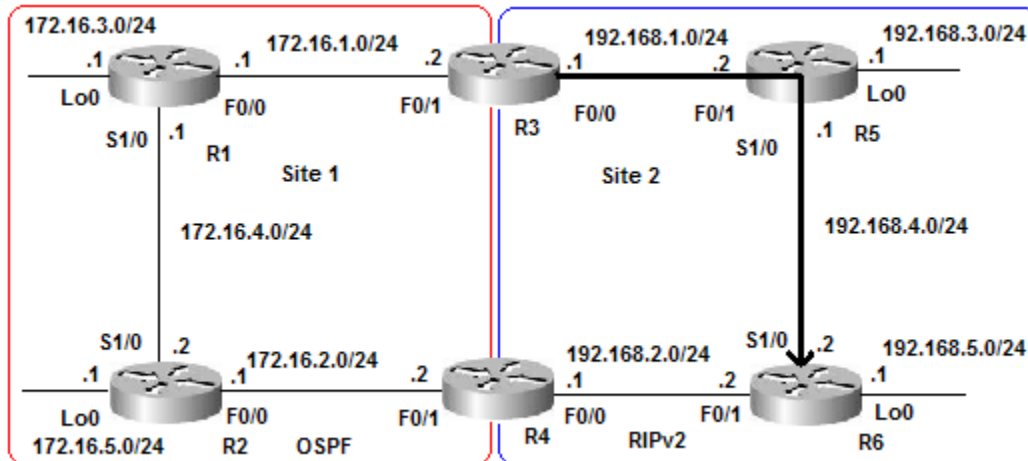 172.16.3.0/24
172.16.1.0/24
192.168.1.0/24
192.168.3.0/24
.1
.1
.2
.1
.2
.1
Lo0
F0/0
F0/1
F0/0
F0/1
Lo0
S1/0
.1
R1
R3
S1/0
.1
R5
Site 1
Site 2
172.16.4.0/24
192.168.4.0/24
S1/0
.2
172.16.2.0/24
192.168.2.0/24
S1/0
.2
192.168.5.0/24
.1
.1
.2
.1
.2
.1
Lo0
F0/0
F0/1
F0/0
F0/1
Lo0
172.16.5.0/24
R2
OSPF
R4
RIPv2
R6